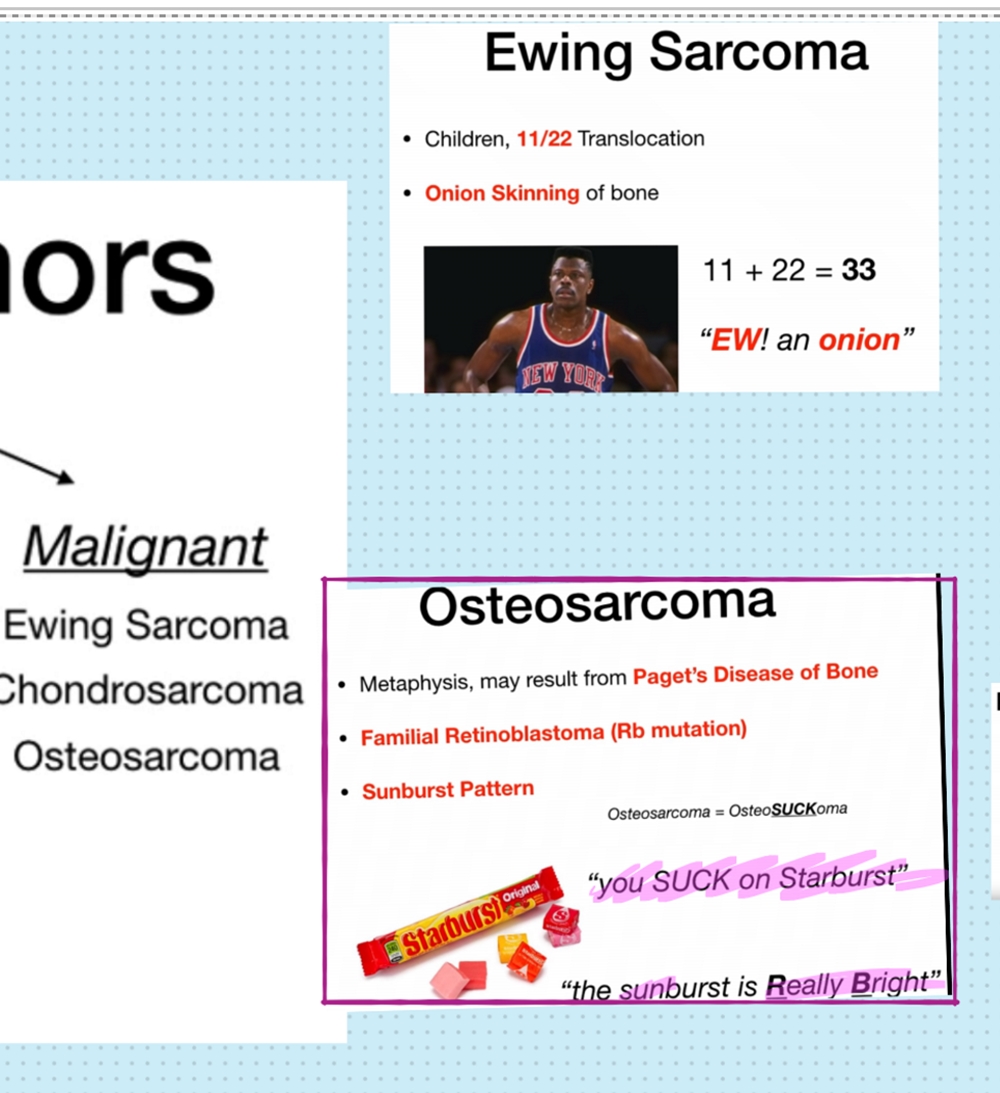 Ewing Sarcoma
• Children, 11/22 Translocation
• Onion Skinning of bone
11 + 22 = 33
“EW! an onion”
NEW YORK
ors
Malignant
Ewing Sarcoma
Chondrosarcoma
Osteosarcoma
Osteosarcoma
• Metaphysis, may result from Paget’s Disease of Bone
• Familial Retinoblastoma (Rb mutation)
• Sunburst Pattern
Osteosarcoma = OsteoSUCKoma
“you SUCK on Starburst”
Starburst Original
“the sunburst is Really Bright”